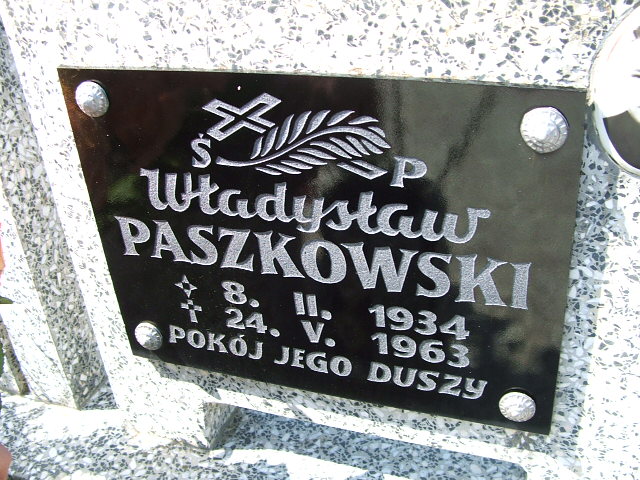 Ś P
Władysław
PASZKOWSKI
8. II. 1934
24. V. 1963
POKÓJ JEGO DUSZY